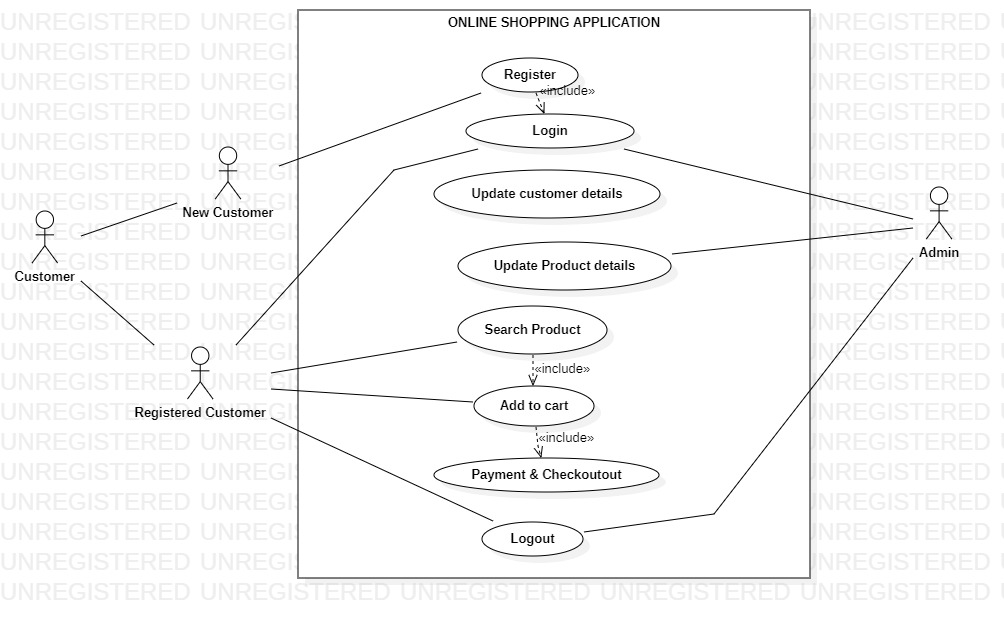 ONLINE SHOPPING APPLICATION
Register
«include»
Login
Update customer details
New Customer
Customer
Admin
Update Product details
Search Product
«include»
Registered Customer
Add to cart
«include»
Payment & Checkoutout
Logout
UNREGISTERED UNREGISTERED UNREGISTERED UNREGISTERED UNREGISTERED